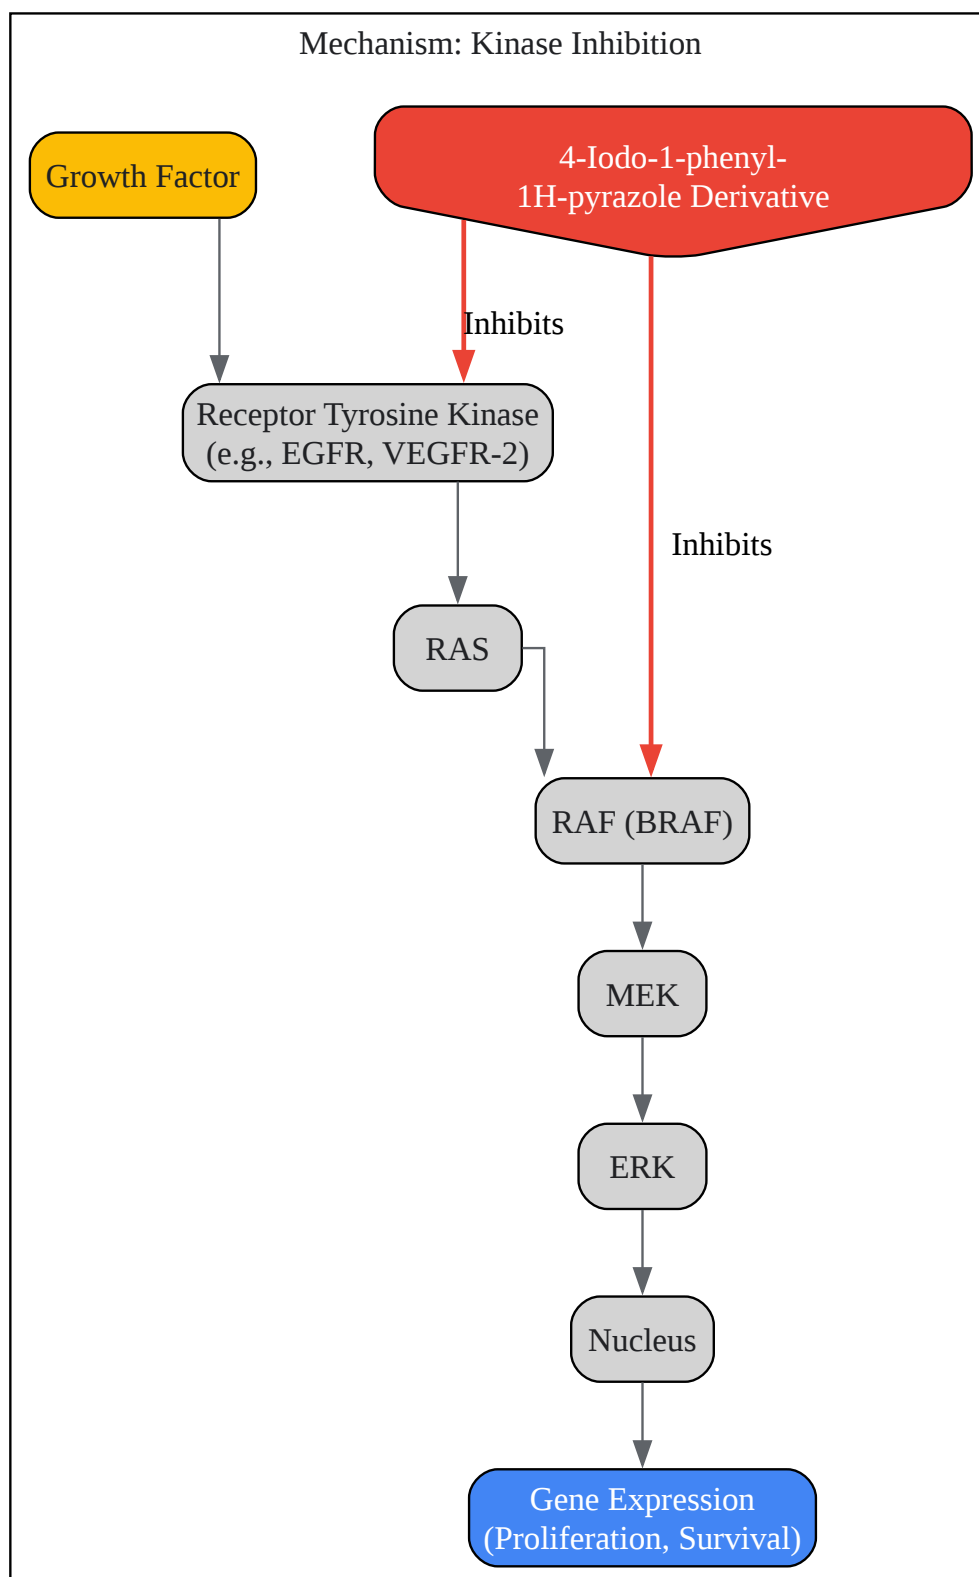 Mechanism: Kinase Inhibition
Growth Factor
4-Iodo-1-phenyl-
1H-pyrazole Derivative
Inhibits
Receptor Tyrosine Kinase
(e.g., EGFR, VEGFR-2)
Inhibits
RAS
RAF (BRAF)
MEK
ERK
Nucleus
Gene Expression
(Proliferation, Survival)